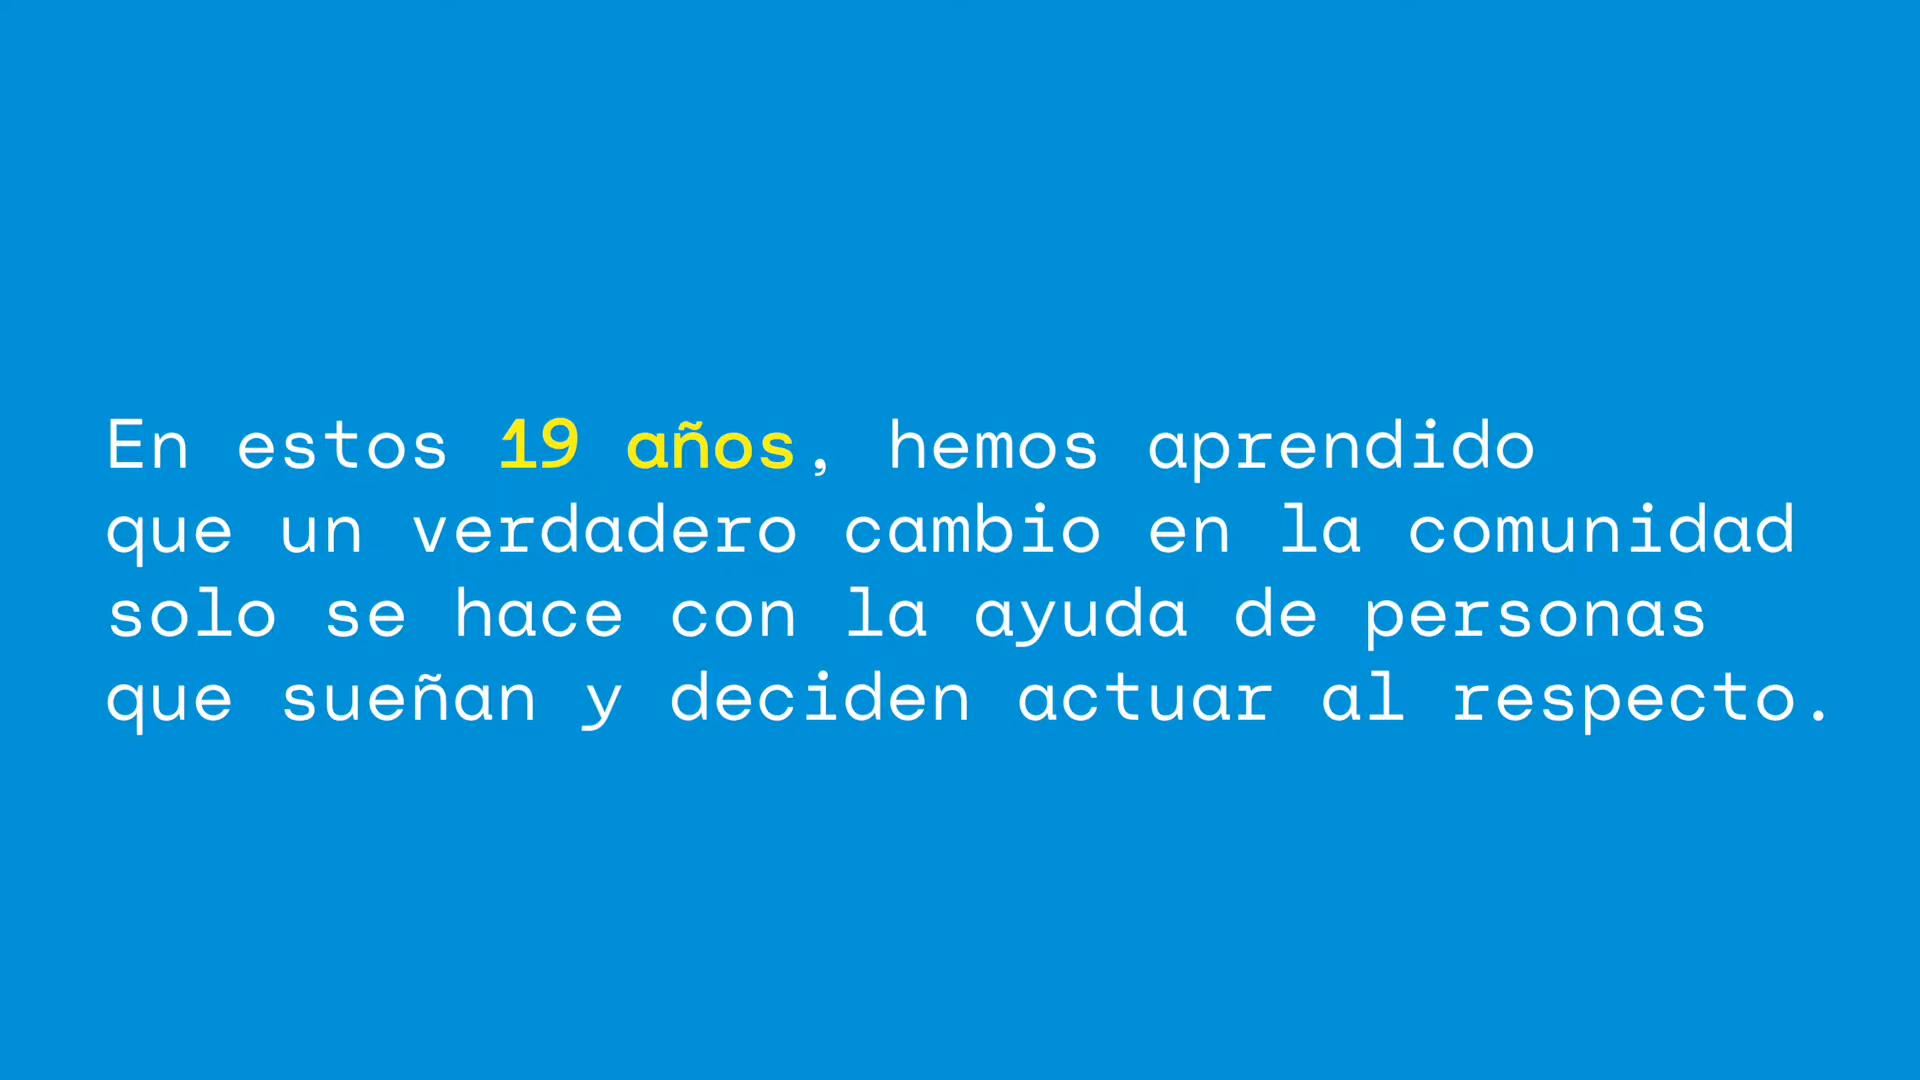 En estos 19 años, hemos aprendido
que un verdadero cambio en la comunidad
solo se hace con la ayuda de personas
que sueñan y deciden actuar al respecto.